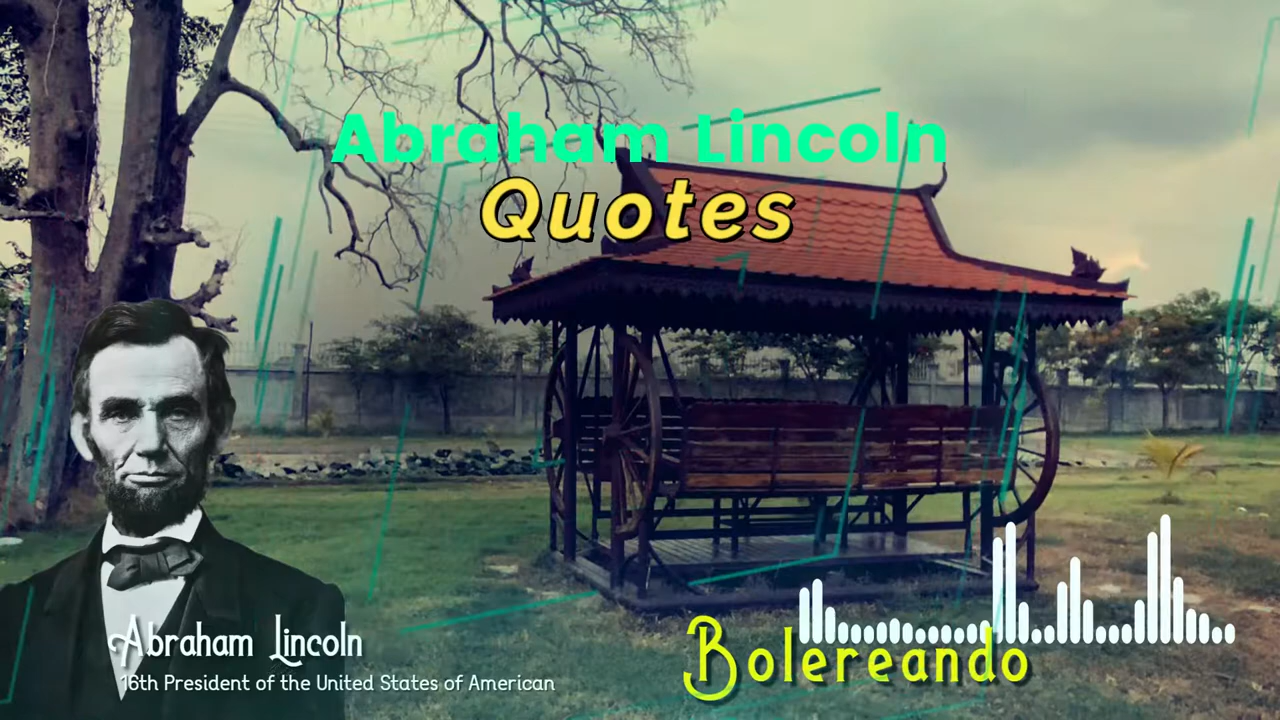 Abraham Lincoln
Quotes
Abraham Lincoln
16th President of the United States of American
Bolereando